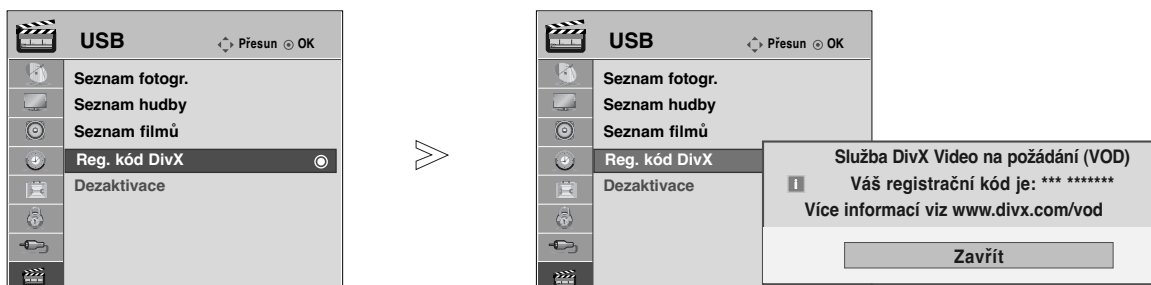 USB
Přesun OK
Seznam fotogr.
Seznam hudby
Seznam filmů
Reg. kód DivX
Dezaktivace
USB
Přesun OK
Seznam fotogr.
Seznam hudby
Seznam filmů
Reg. kód DivX
Dezaktivace
Služba DivX Video na požádání (VOD)
i Váš registrační kód je: *** *******
Více informací viz www.divx.com/vod
Zavřít